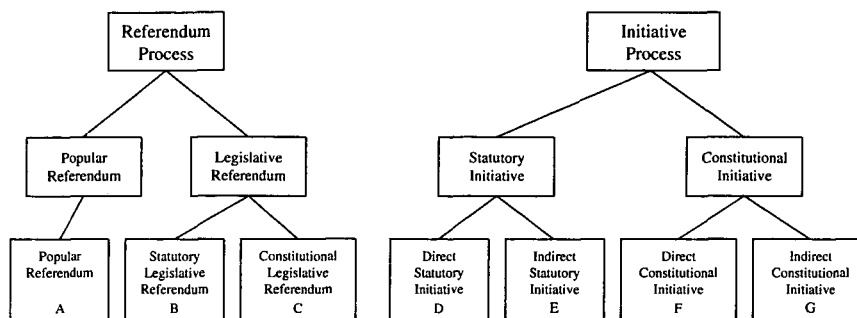 Referendum
Process
Initiative
Process
Popular
Referendum
Legislative
Referendum
Statutory
Initiative
Constitutional
Initiative
Popular
Referendum
A
Statutory
Legislative
Referendum
B
Constitutional
Legislative
Referendum
C
Direct
Statutory
Initiative
D
Indirect
Statutory
Initiative
E
Direct
Constitutional
Initiative
F
Indirect
Constitutional
Initiative
G